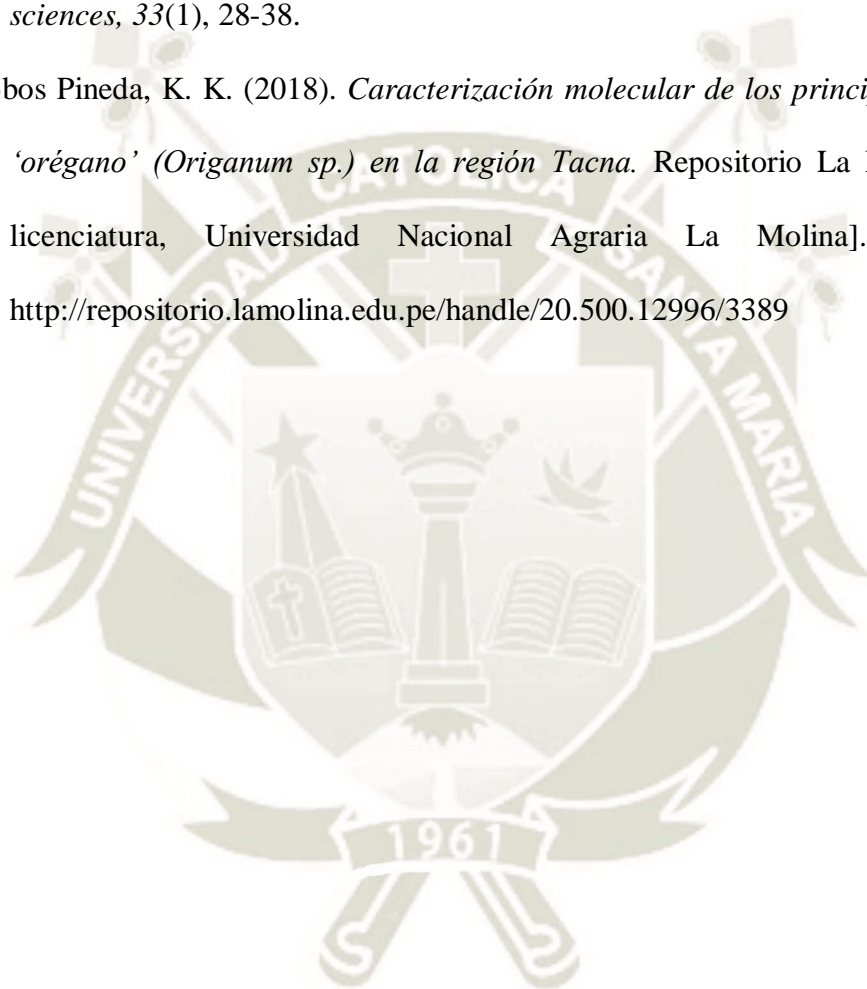 sciences, 33(1), 28-38.
bos Pineda, K. K. (2018). Caracterización molecular de los princi
'orégano' (Origanum sp.) en la región Tacna. Repositorio La
licenciatura, Universidad Nacional Agraria La Molina].
http://repositorio.lamolina.edu.pe/handle/20.500.12996/3389
UNIVERSIDAD CATOLICA SANTA MARIA
1961